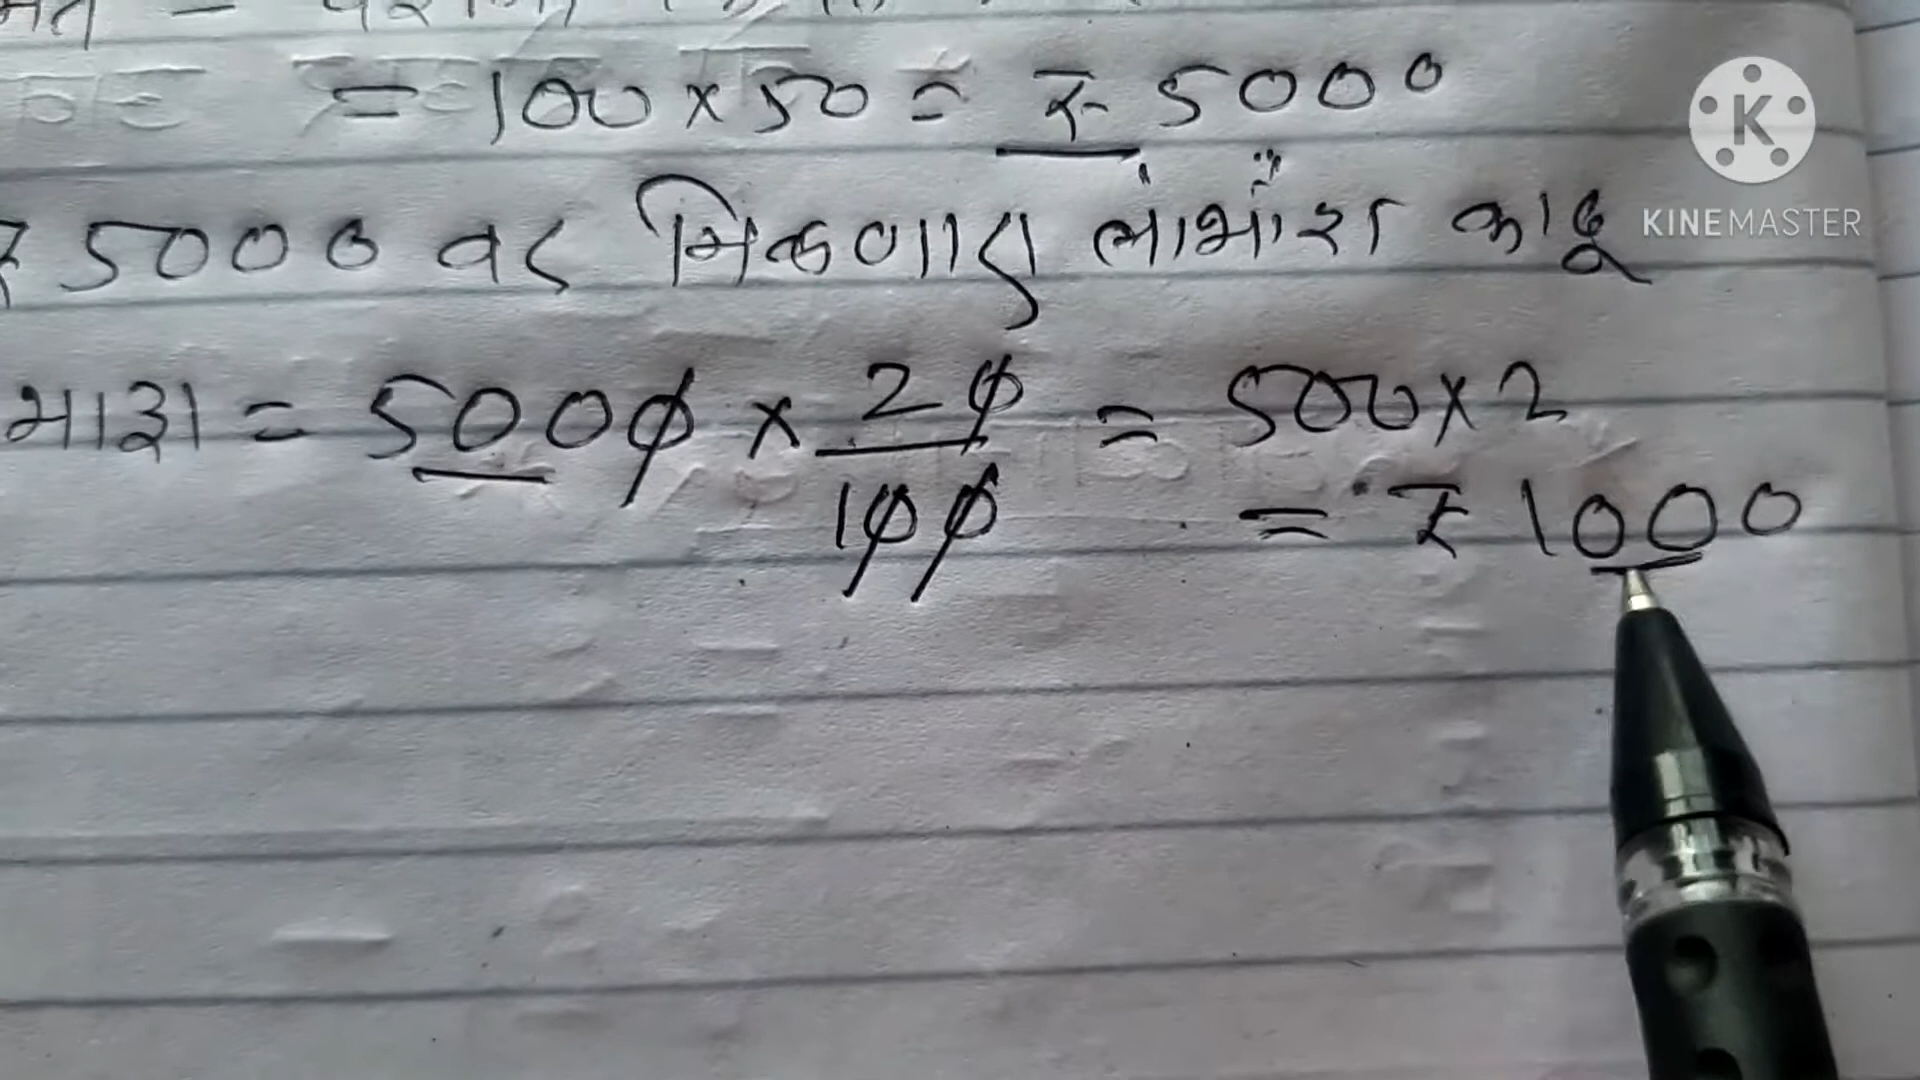 = 100 × 50 = ₹ 5000
₹ 5000 वर मिळणारा लाभांश काढू
= 5000 × 20/100 = 500 × 2
= ₹ 1000
K
KINEMASTER